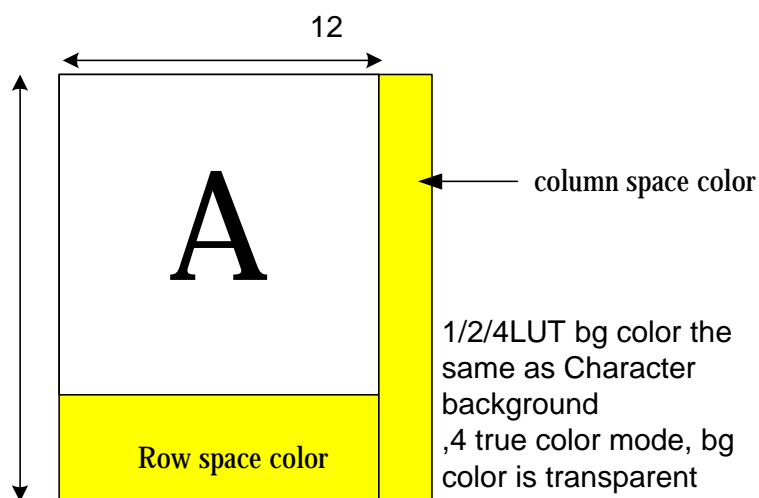 12
A
column space color
1/2/4LUT bg color the
same as Character
background
,4 true color mode, bg
color is transparent
Row space color